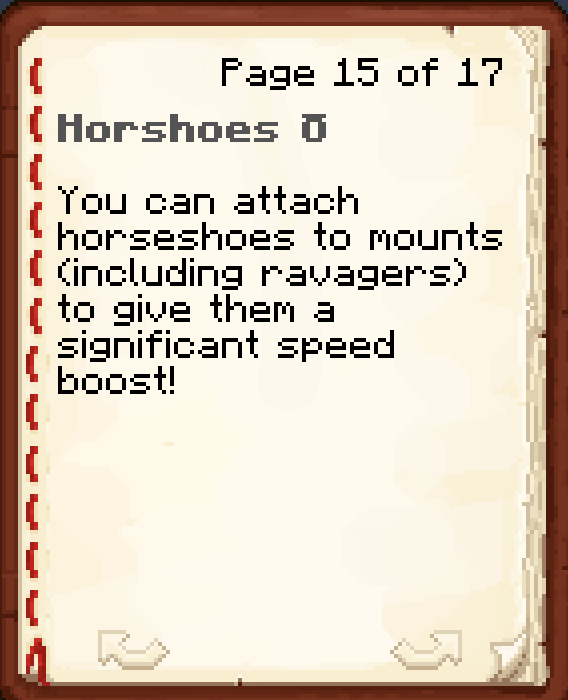 Page 15 of 17
Horshoes Ʊ
You can attach
horseshoes to mounts
(including ravagers)
to give them a
significant speed
boost!